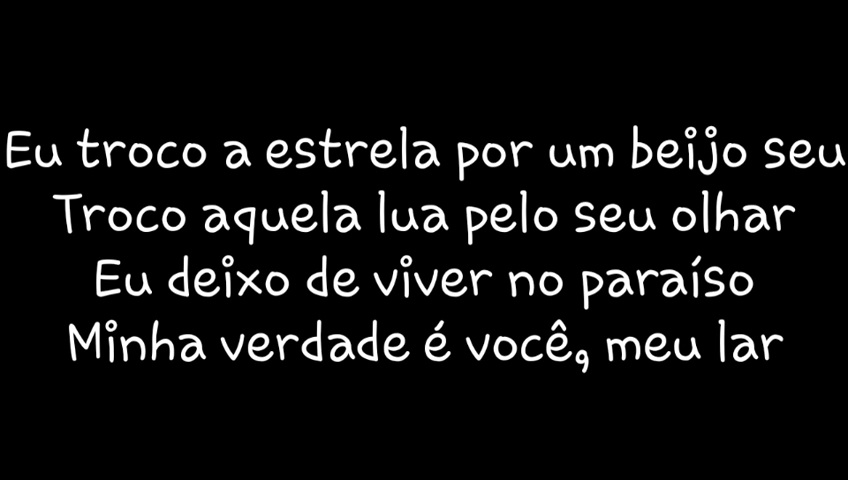 Eu troco a estrela por um beijo seu
Troco aquela lua pelo seu olhar
Eu deixo de viver no paraíso
Minha verdade é você, meu lar